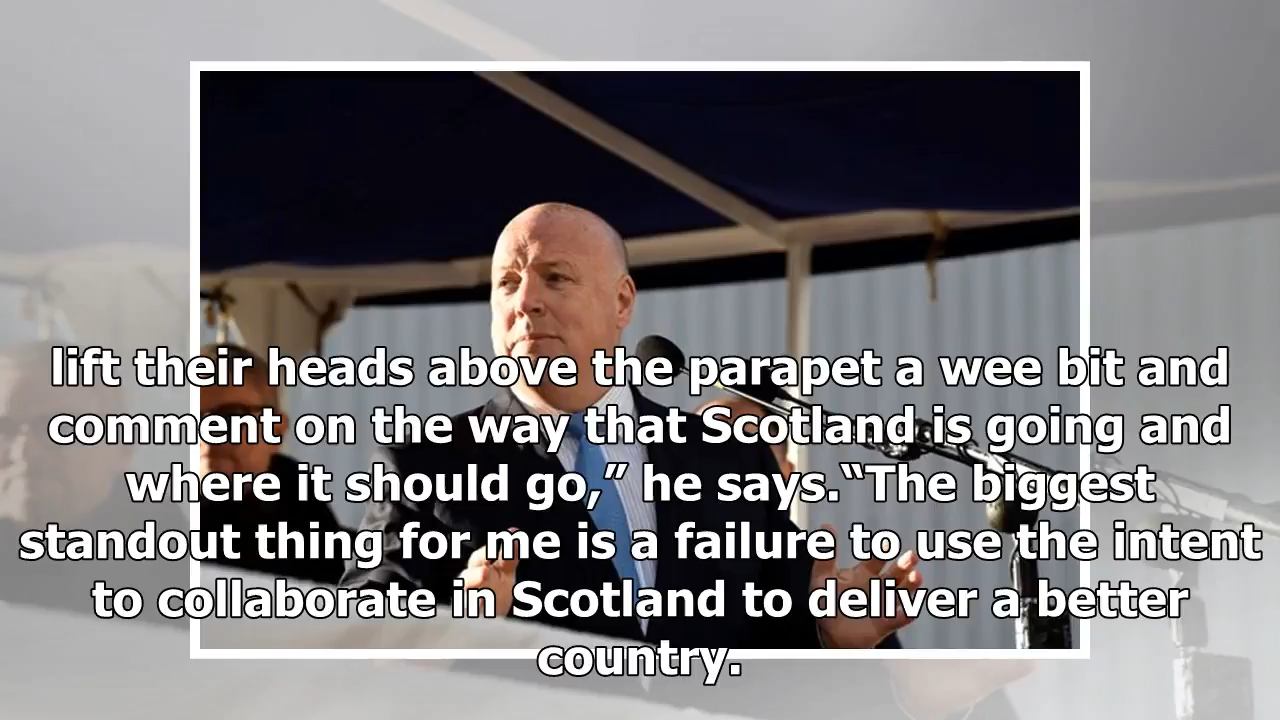 lift their heads above the parapet a wee bit and
comment on the way that Scotland is going and
where it should go,” he says.“The biggest
standout thing for me is a failure to use the intent
to collaborate in Scotland to deliver a better
country.